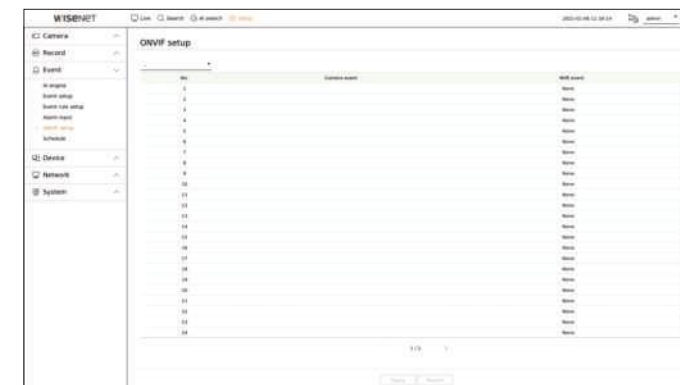 WISENET
Live Search AI search Setup
admin
Camera
Record
Event
AI engine
Event setup
Event rule setup
Alarm input
ONVIF setup
Schedule
Device
Network
System
ONVIF setup
No Camera event NVR event
1 None
2 None
3 None
4 None
5 None
6 None
7 None
8 None
9 None
10 None
11 None
12 None
13 None
14 None
15 None
16 None
17 None
18 None
19 None
20 None
21 None
22 None
23 None
24 None